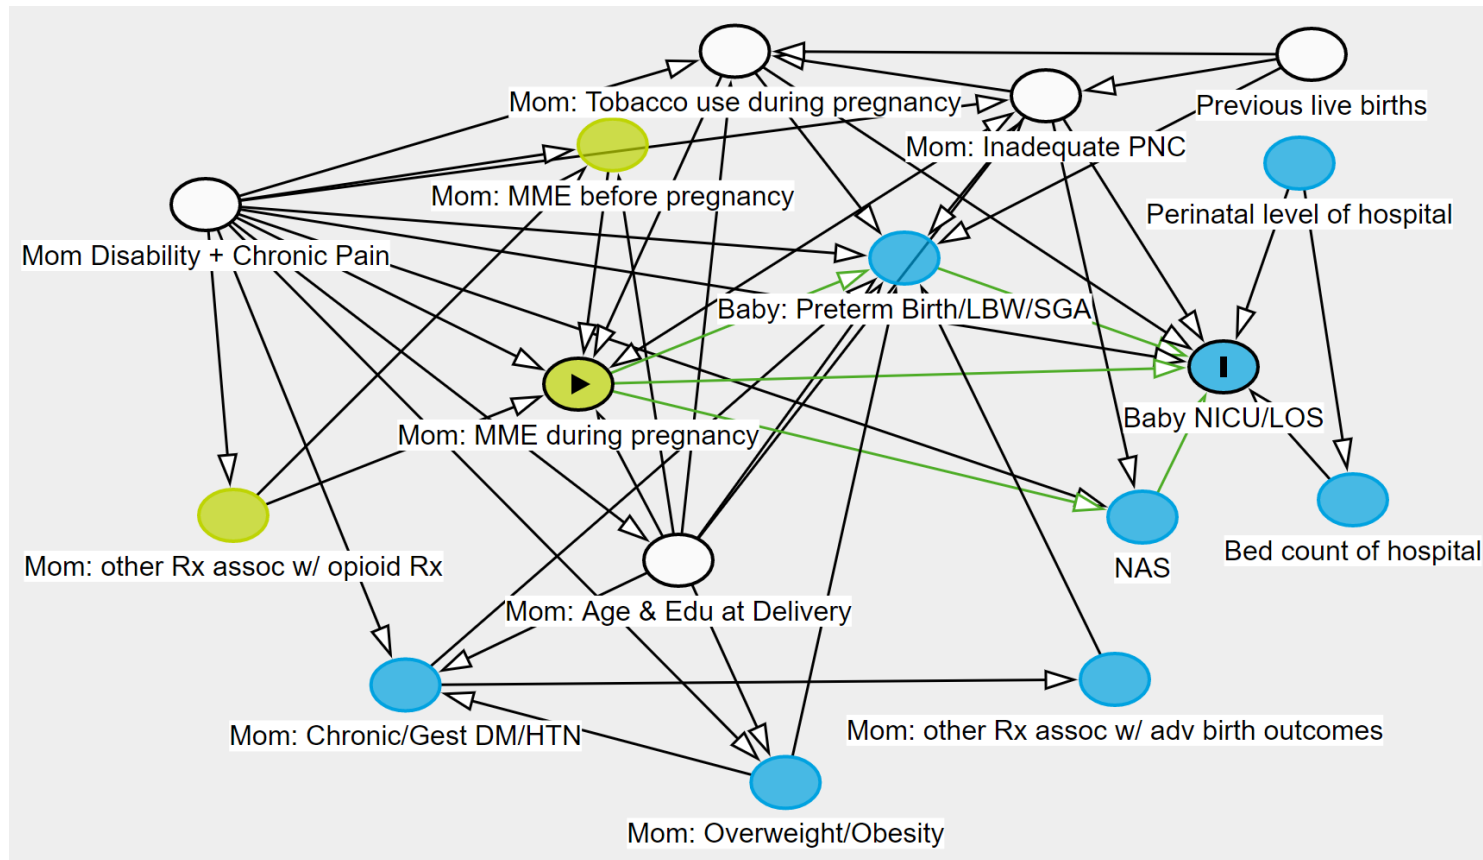 Mom: Tobacco use during pregnancy
Previous live births
Mom: Inadequate PNC
Mom: MME before pregnancy
Perinatal level of hospital
Mom Disability + Chronic Pain
Baby: Preterm Birth/LBW/SGA
Baby NICU/LOS
Mom: MME during pregnancy
Bed count of hospital
Mom: other Rx assoc w/ opioid Rx
NAS
Mom: Age & Edu at Delivery
Mom: Chronic/Gest DM/HTN
Mom: other Rx assoc w/ adv birth outcomes
Mom: Overweight/Obesity